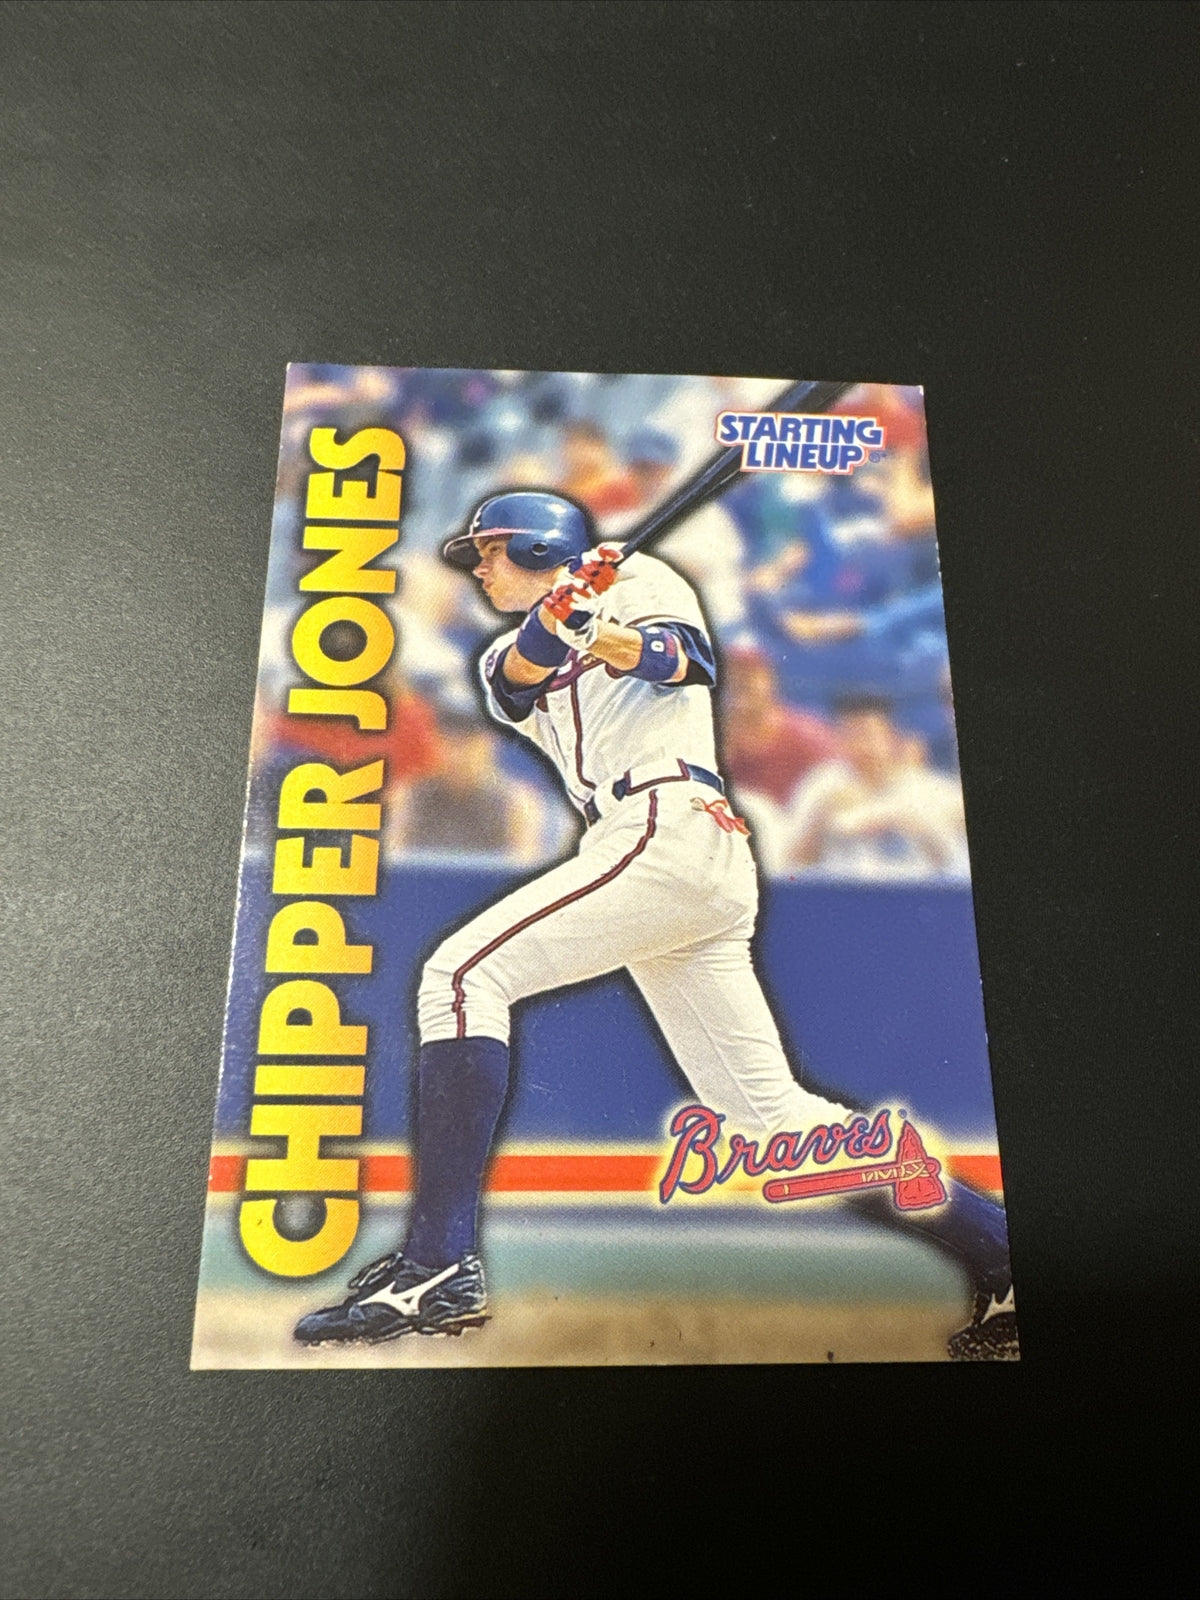 STARTING
LINEUP
CHIPPER JONES
Braves